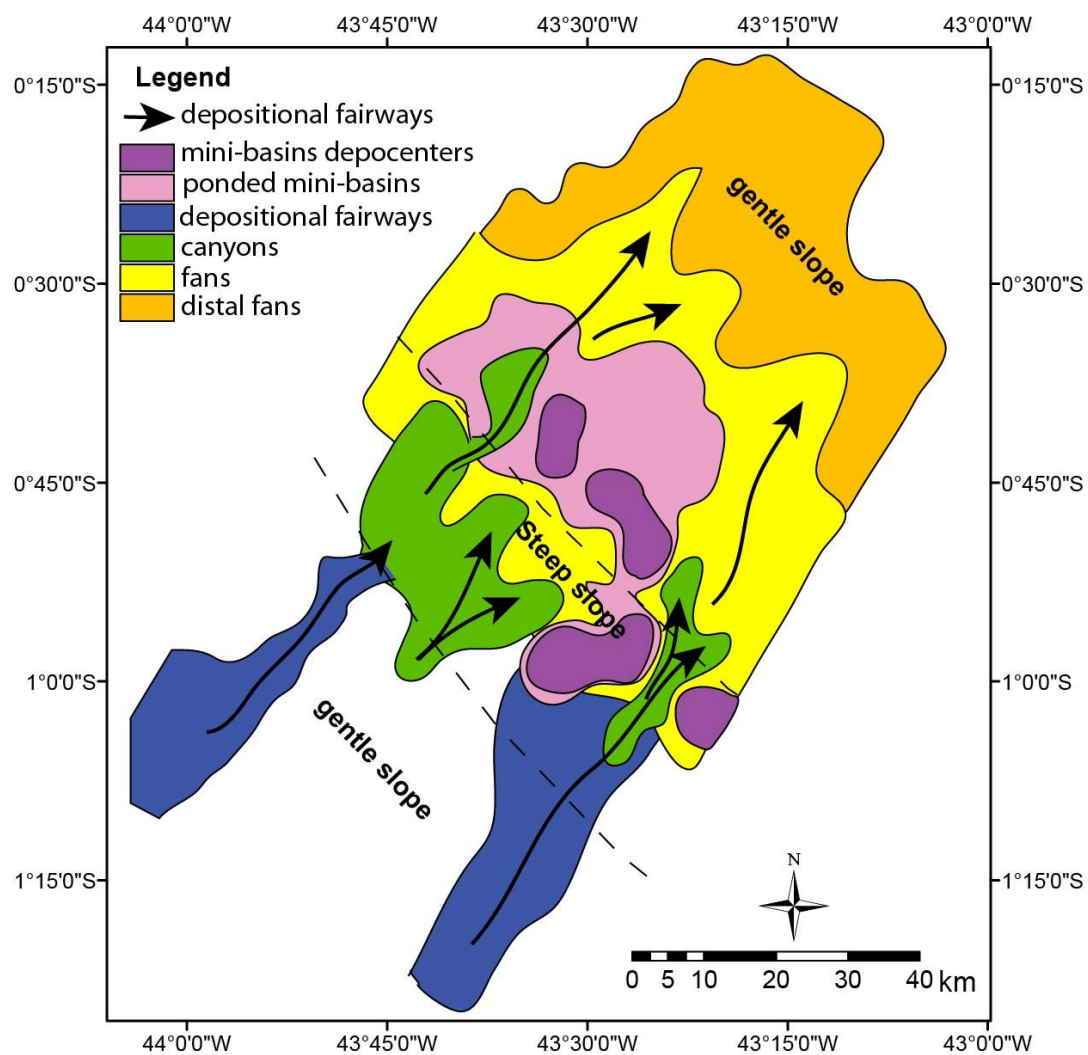 44°0'0"W 43°45'0"W 43°30'0"W 43°15'0"W 43°0'0"W
0°15'0"S 0°15'0"S
Legend
depositional fairways
mini-basins depocenters
ponded mini-basins
depositional fairways
canyons
fans
distal fans
gentle slope
0°30'0"S 0°30'0"S
0°45'0"S 0°45'0"S
Steep slope
1°0'0"S 1°0'0"S
gentle slope
1°15'0"S 1°15'0"S
N
0 5 10 20 30 40 km
44°0'0"W 43°45'0"W 43°30'0"W 43°15'0"W 43°0'0"W